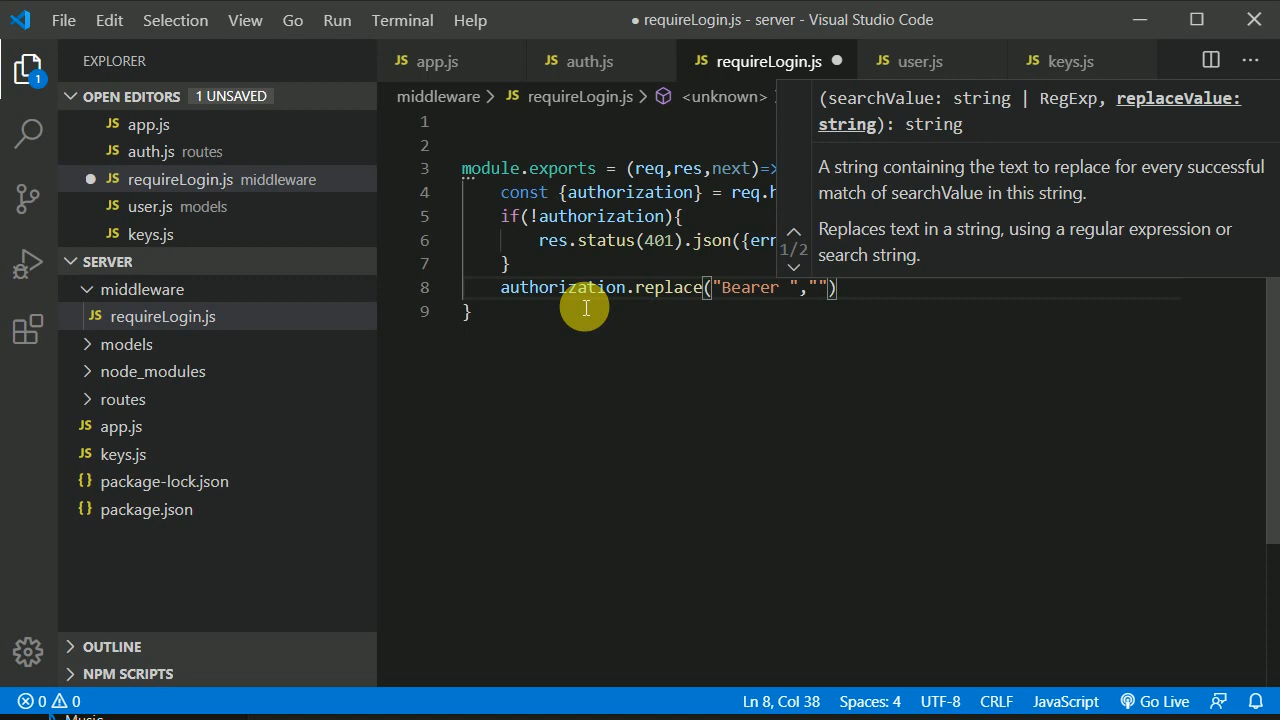 File Edit Selection View Go Run Terminal Help
● requireLogin.js - server - Visual Studio Code
EXPLORER
JS app.js JS auth.js JS requireLogin.js ● JS user.js JS keys.js
OPEN EDITORS 1 UNSAVED
JS app.js
JS auth.js routes
● JS requireLogin.js middleware
JS user.js models
JS keys.js
SERVER
middleware
JS requireLogin.js
models
node_modules
routes
JS app.js
JS keys.js
{} package-lock.json
{} package.json
OUTLINE
NPM SCRIPTS
1
middleware > JS requireLogin.js > <unknown>
1
2
3 module.exports = (req,res,next)=>
4 const {authorization} = req.h
5 if(!authorization){
6 res.status(401).json({err
7 }
8 authorization.replace("Bearer ","")
9 }
(searchValue: string | RegExp, replaceValue:
string): string
A string containing the text to replace for every successful
match of searchValue in this string.
1/2
Replaces text in a string, using a regular expression or
search string.
0 0
Ln 8, Col 38 Spaces: 4 UTF-8 CRLF JavaScript Go Live